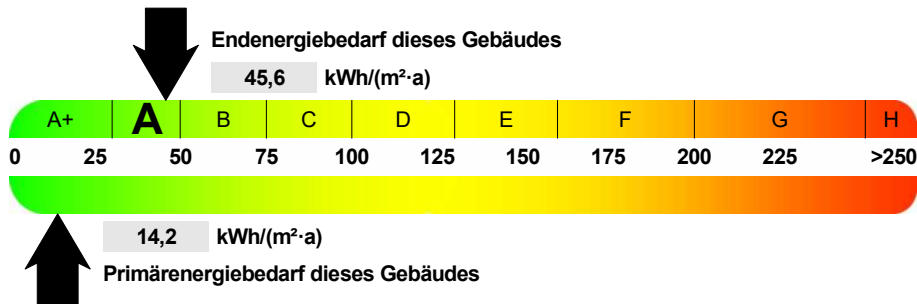 Endenergiebedarf dieses Gebäudes
45,6 kWh/(m²·a)
A+ A B C D E F G H
0 25 50 75 100 125 150 175 200 225 >250
14,2 kWh/(m²·a)
Primärenergiebedarf dieses Gebäudes